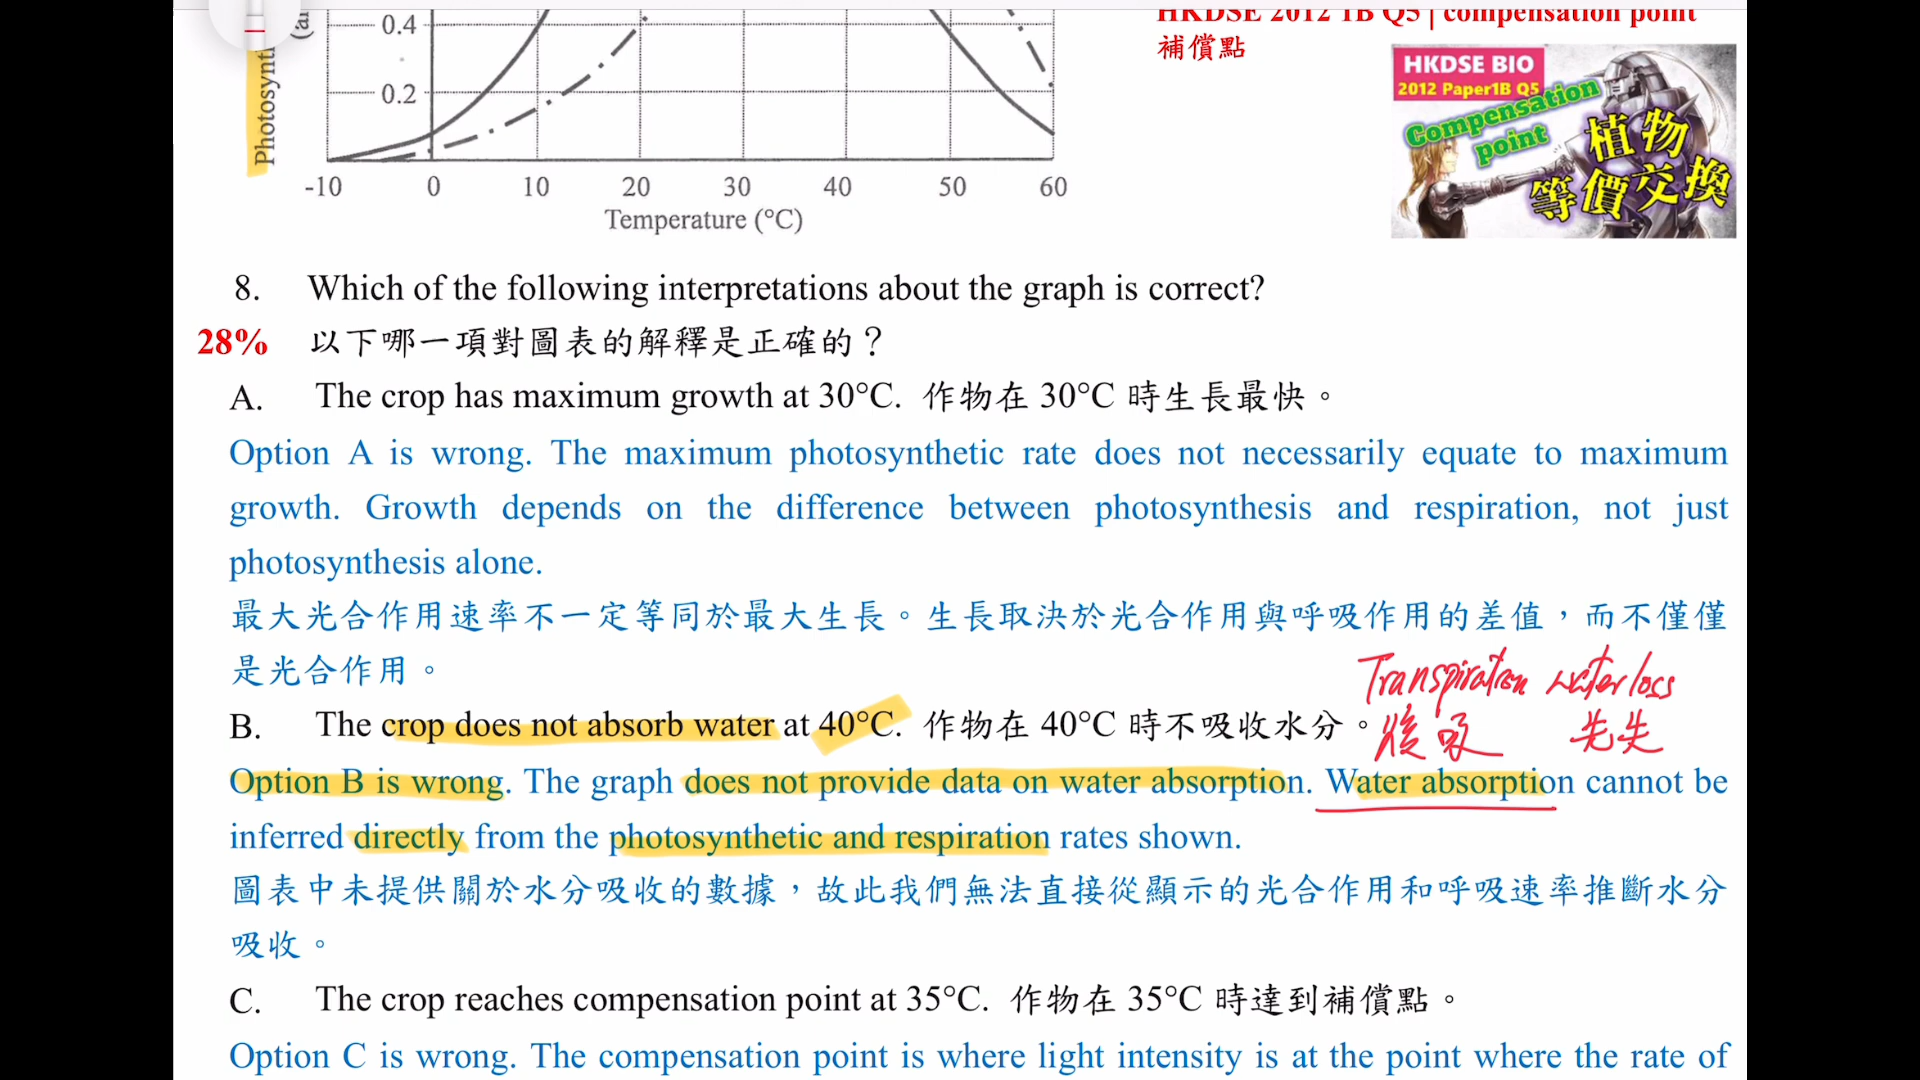 0.4
HKDSE 2012 1B Q5 | compensation point
補償點
HKDSE BIO
2012 Paper1B Q5
Compensation
point
植物
等價交換
0.2
Photosynt
(a
-10 0 10 20 30 40 50 60
Temperature (°C)
8. Which of the following interpretations about the graph is correct?
28% 以下哪一項對圖表的解釋是正確的？
A. The crop has maximum growth at 30°C. 作物在 30°C 時生長最快。
Option A is wrong. The maximum photosynthetic rate does not necessarily equate to maximum
growth. Growth depends on the difference between photosynthesis and respiration, not just
photosynthesis alone.
最大光合作用速率不一定等同於最大生長。生長取決於光合作用與呼吸作用的差值，而不僅僅
是光合作用。
Transpiration water loss
B. The crop does not absorb water at 40°C. 作物在 40°C 時不吸收水分。
Option B is wrong. The graph does not provide data on water absorption. Water absorption cannot be
inferred directly from the photosynthetic and respiration rates shown.
圖表中未提供關於水分吸收的數據，故此我們無法直接從顯示的光合作用和呼吸速率推斷水分
吸收。
C. The crop reaches compensation point at 35°C. 作物在 35°C 時達到補償點。
Option C is wrong. The compensation point is where light intensity is at the point where the rate of